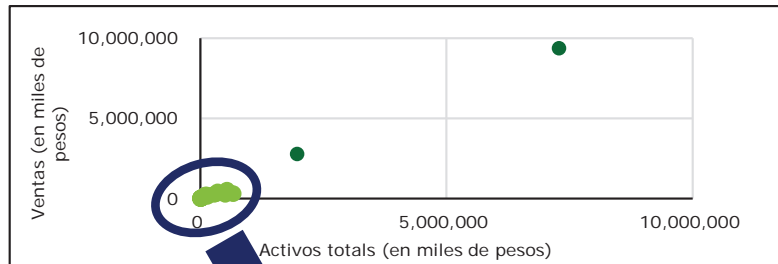 Ventas (en miles de
pesos)
10,000,000
5,000,000
0
0
5,000,000
10,000,000
Activos totals (en miles de pesos)